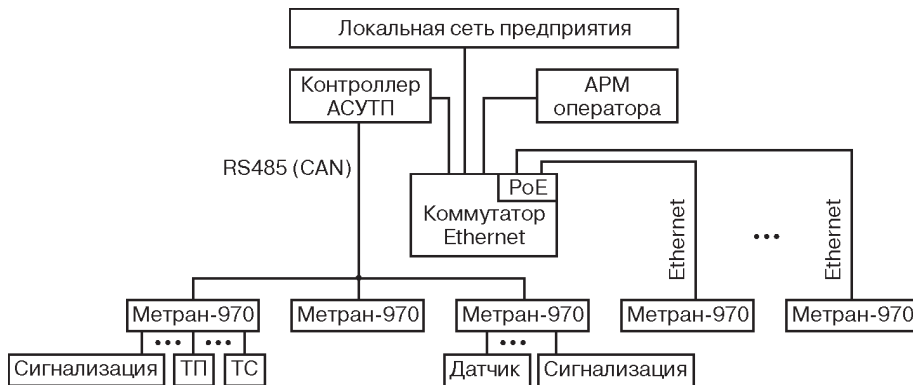 Локальная сеть предприятия
Контроллер
АСУТП
АРМ
оператора
RS485 (CAN)
PoE
Коммутатор
Ethernet
Ethernet
...
Ethernet
Метран-970
Метран-970
Метран-970
Метран-970
Метран-970
... ... ...
Сигнализация
ТП
ТС
Датчик
Сигнализация